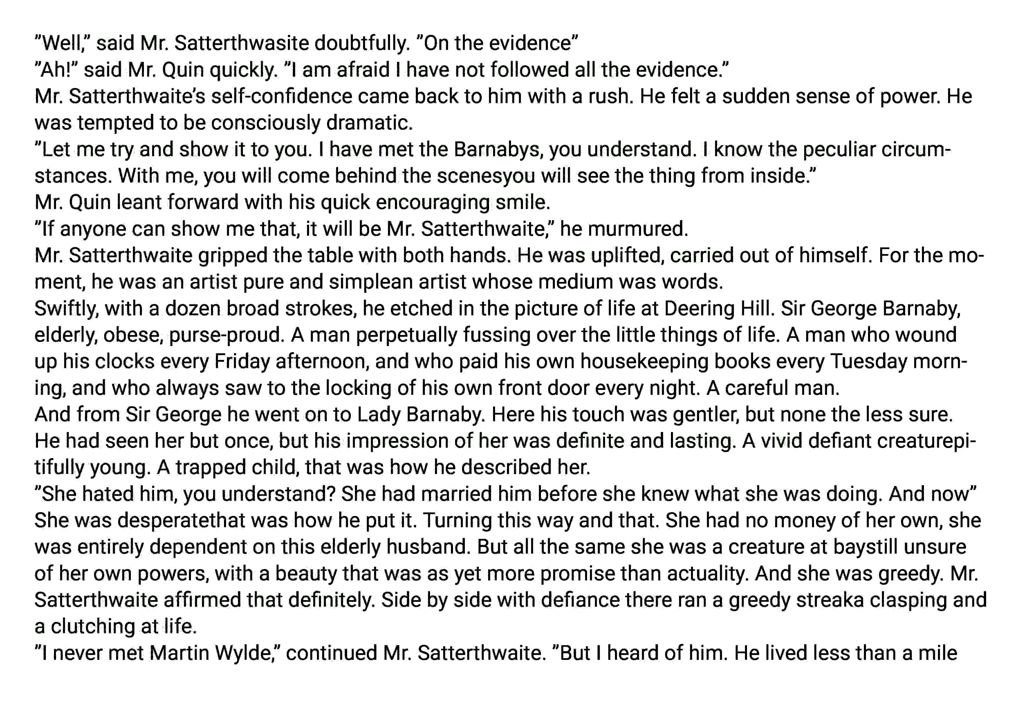 ”Well,” said Mr. Satterthwasite doubtfully. ”On the evidence”
”Ah!” said Mr. Quin quickly. ”I am afraid I have not followed all the evidence.”
Mr. Satterthwaite’s self-confidence came back to him with a rush. He felt a sudden sense of power. He
was tempted to be consciously dramatic.
”Let me try and show it to you. I have met the Barnabys, you understand. I know the peculiar circum-
stances. With me, you will come behind the scenesyou will see the thing from inside.”
Mr. Quin leant forward with his quick encouraging smile.
”If anyone can show me that, it will be Mr. Satterthwaite,” he murmured.
Mr. Satterthwaite gripped the table with both hands. He was uplifted, carried out of himself. For the mo-
ment, he was an artist pure and simplean artist whose medium was words.
Swiftly, with a dozen broad strokes, he etched in the picture of life at Deering Hill. Sir George Barnaby,
elderly, obese, purse-proud. A man perpetually fussing over the little things of life. A man who wound
up his clocks every Friday afternoon, and who paid his own housekeeping books every Tuesday morn-
ing, and who always saw to the locking of his own front door every night. A careful man.
And from Sir George he went on to Lady Barnaby. Here his touch was gentler, but none the less sure.
He had seen her but once, but his impression of her was definite and lasting. A vivid defiant creaturepi-
tifully young. A trapped child, that was how he described her.
”She hated him, you understand? She had married him before she knew what she was doing. And now”
She was desperatethat was how he put it. Turning this way and that. She had no money of her own, she
was entirely dependent on this elderly husband. But all the same she was a creature at baystill unsure
of her own powers, with a beauty that was as yet more promise than actuality. And she was greedy. Mr.
Satterthwaite affirmed that definitely. Side by side with defiance there ran a greedy streaka clasping and
a clutching at life.
”I never met Martin Wylde,” continued Mr. Satterthwaite. ”But I heard of him. He lived less than a mile